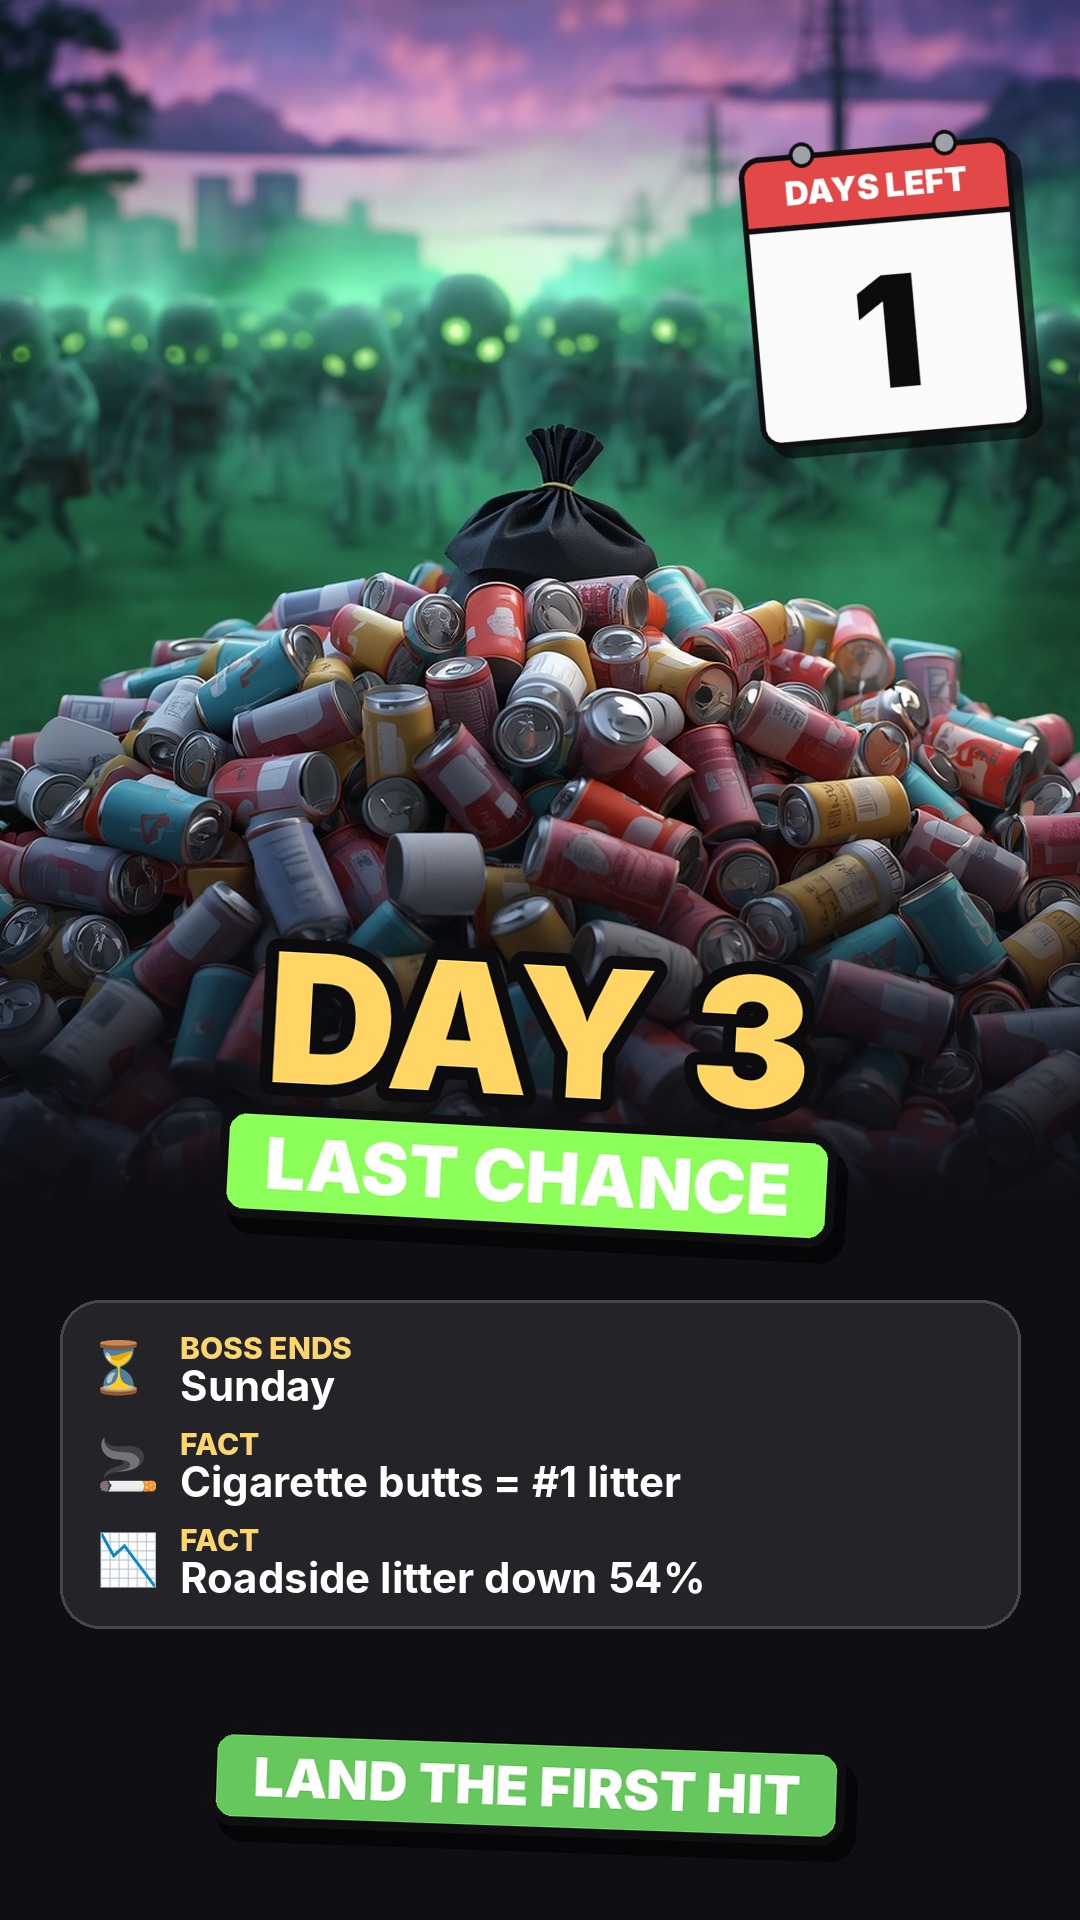 DAYS LEFT
1
DAY 3
LAST CHANCE
BOSS ENDS
Sunday
FACT
Cigarette butts = #1 litter
FACT
Roadside litter down 54%
LAND THE FIRST HIT